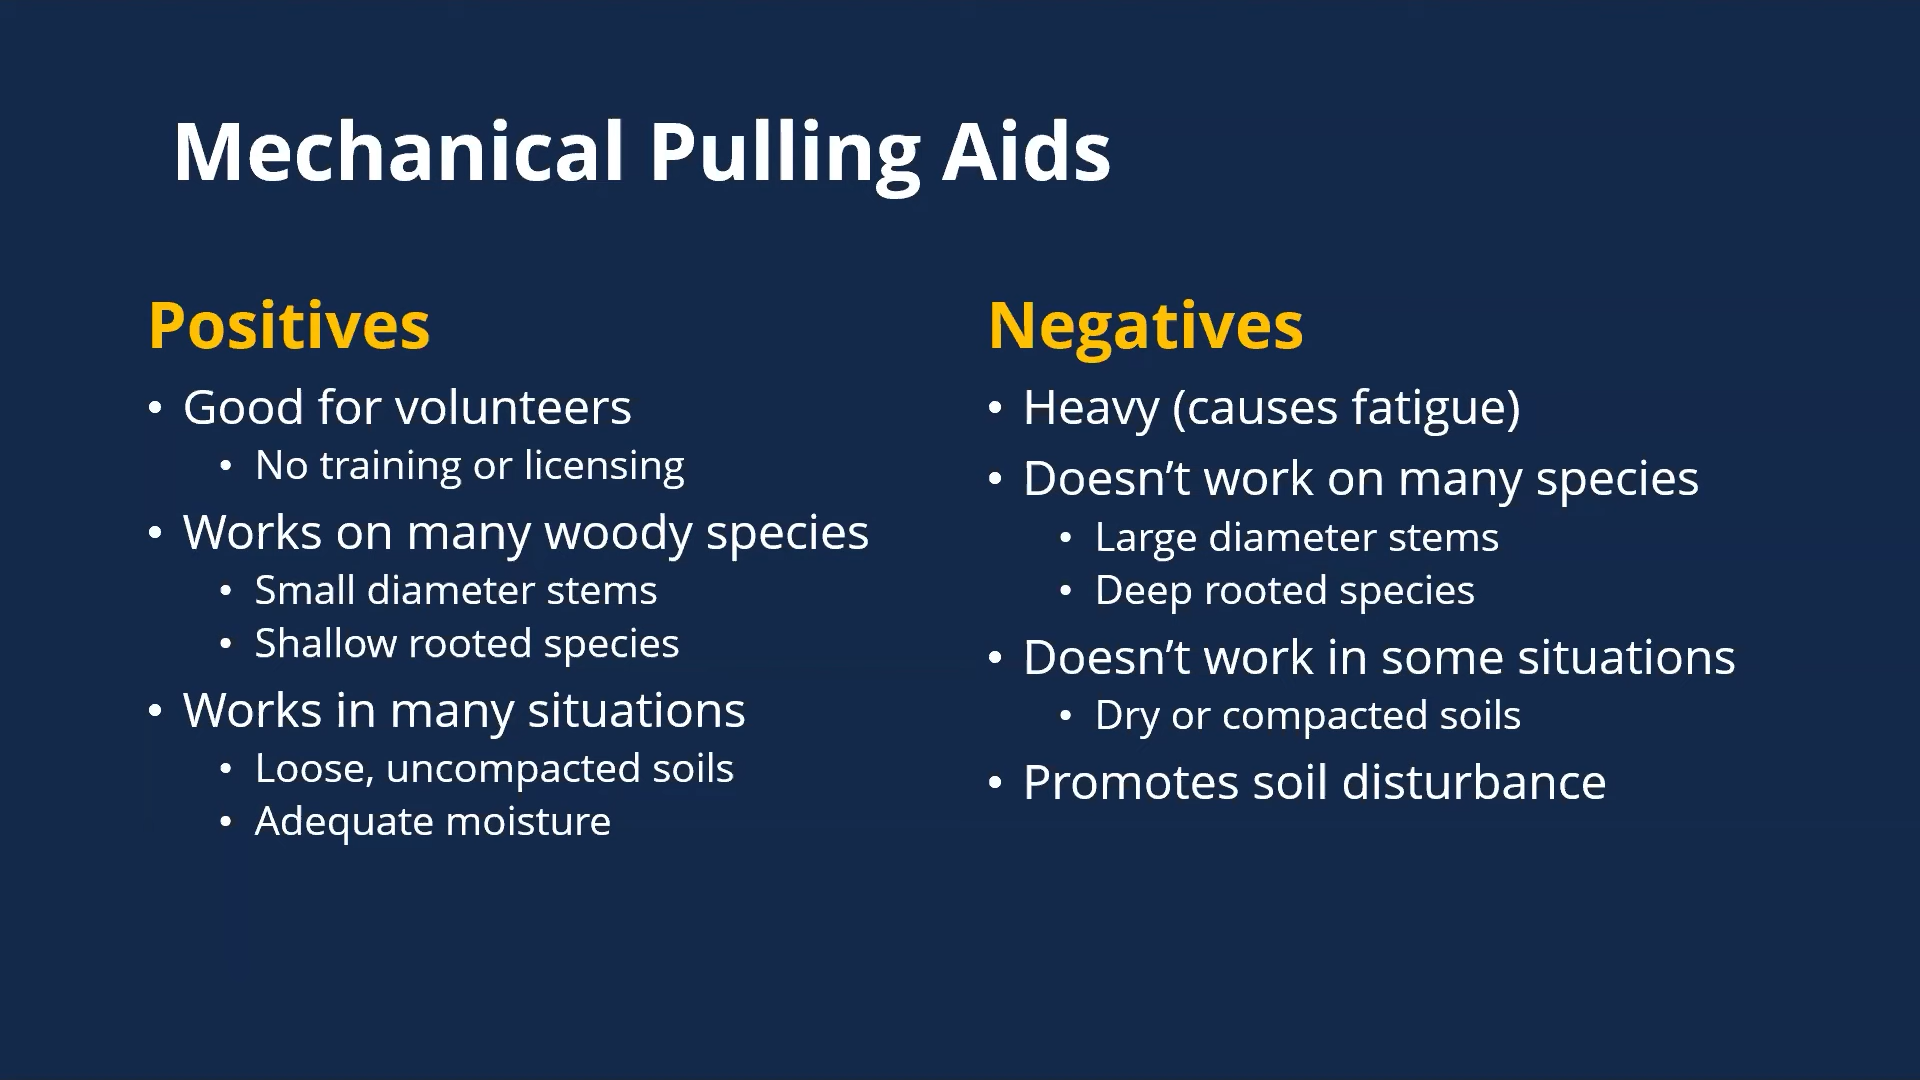 Mechanical Pulling Aids
Positives
• Good for volunteers
• No training or licensing
• Works on many woody species
• Small diameter stems
• Shallow rooted species
• Works in many situations
• Loose, uncompacted soils
• Adequate moisture
Negatives
• Heavy (causes fatigue)
• Doesn’t work on many species
• Large diameter stems
• Deep rooted species
• Doesn’t work in some situations
• Dry or compacted soils
• Promotes soil disturbance